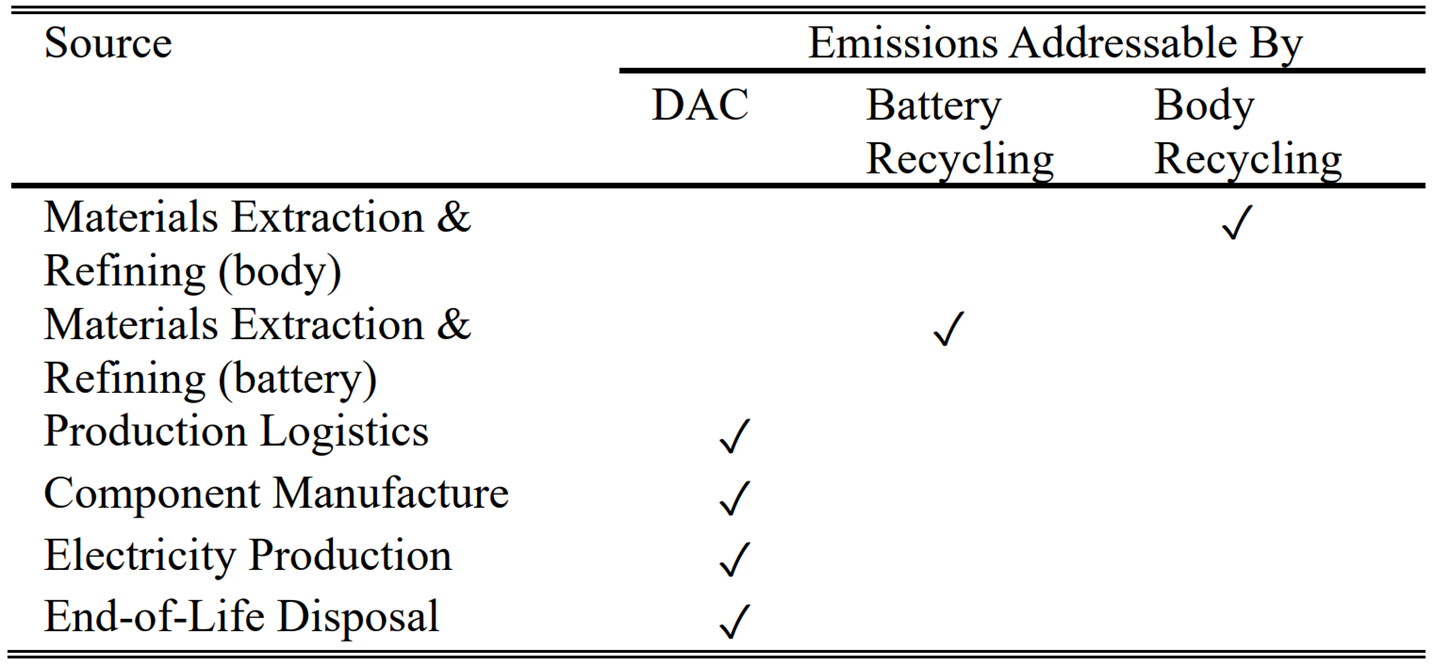 Source Emissions Addressable By
DAC Battery Body
Recycling Recycling
Materials Extraction & ✓
Refining (body)
Materials Extraction & ✓
Refining (battery)
Production Logistics ✓
Component Manufacture ✓
Electricity Production ✓
End-of-Life Disposal ✓